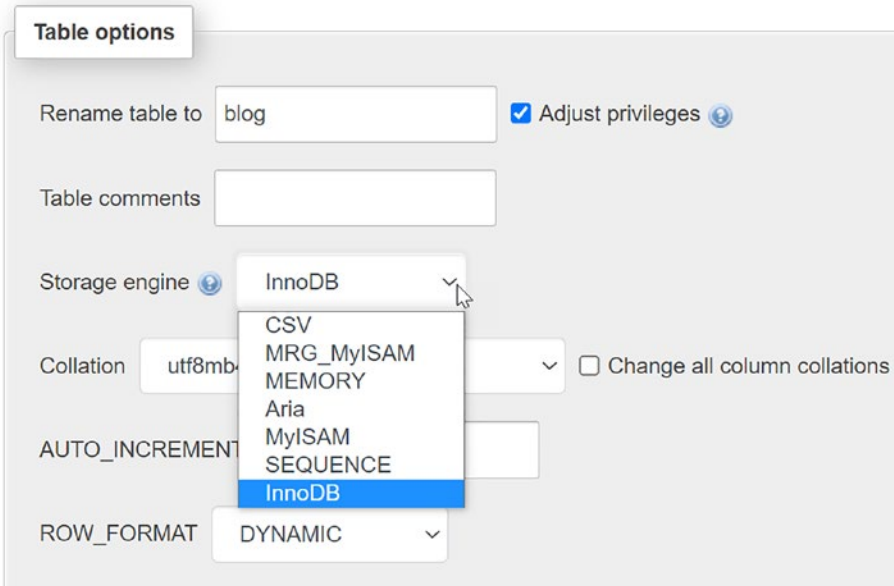 Table options
Rename table to blog Adjust privileges
Table comments
Storage engine InnoDB
CSV
MRG_MyISAM
MEMORY
Aria
MyISAM
SEQUENCE
InnoDB
Collation Change all column collations
AUTO_INCREMENT
ROW_FORMAT DYNAMIC